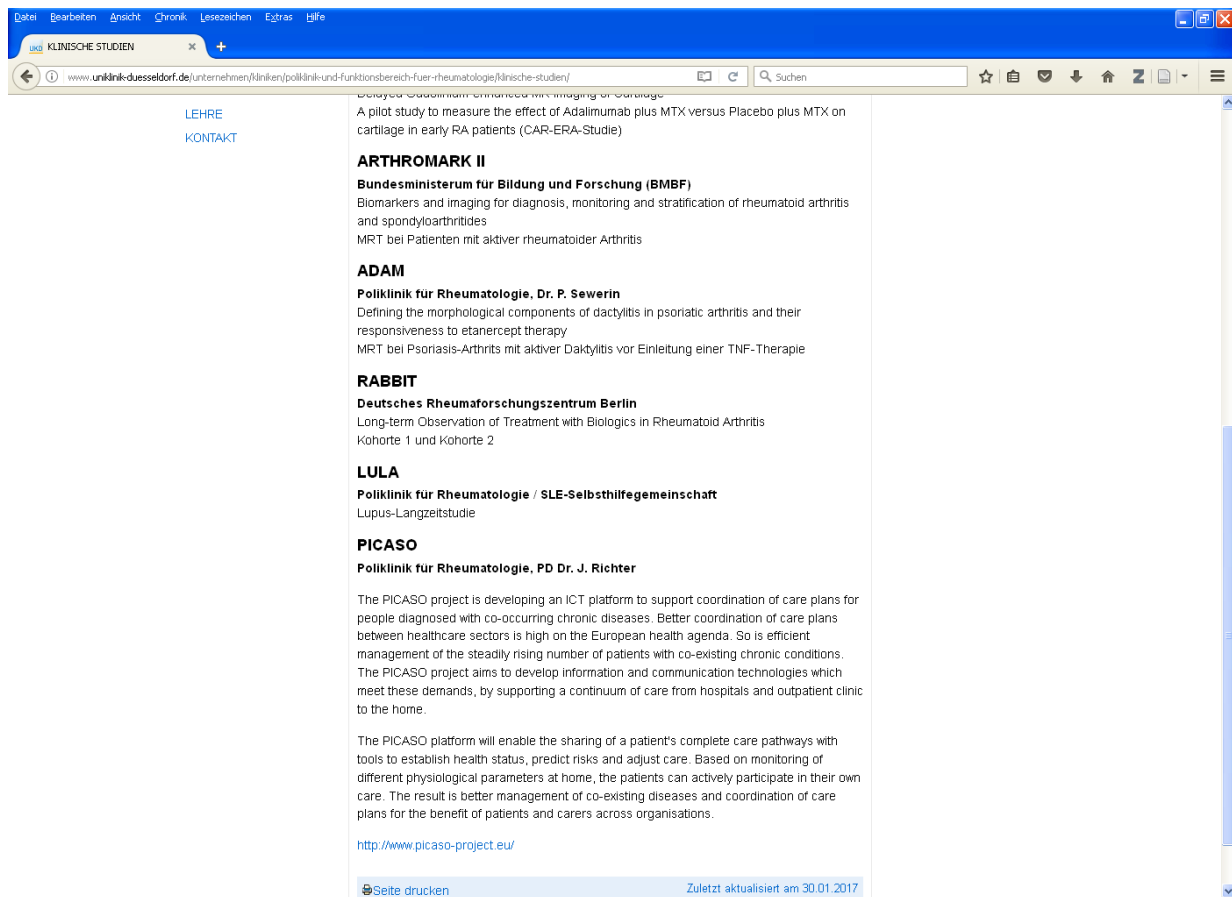 Datei Bearbeiten Ansicht Chronik Lesezeichen Extras Hilfe
UKD KLINISCHE STUDIEN
www.uniklinik-duesseldorf.de/unternehmen/kliniken/poliklinik-und-funktionsbereich-fuer-rheumatologie/klinische-studien/
Suchen
LEHRE
KONTAKT
Delayed Gadolinium-enhanced MR Imaging of Cartilage
A pilot study to measure the effect of Adalimumab plus MTX versus Placebo plus MTX on
cartilage in early RA patients (CAR-ERA-Studie)
ARTHROMARK II
Bundesministerum für Bildung und Forschung (BMBF)
Biomarkers and imaging for diagnosis, monitoring and stratification of rheumatoid arthritis
and spondyloarthritides
MRT bei Patienten mit aktiver rheumatoider Arthritis
ADAM
Poliklinik für Rheumatologie, Dr. P. Sewerin
Defining the morphological components of dactylitis in psoriatic arthritis and their
responsiveness to etanercept therapy
MRT bei Psoriasis-Arthrits mit aktiver Daktylitis vor Einleitung einer TNF-Therapie
RABBIT
Deutsches Rheumaforschungszentrum Berlin
Long-term Observation of Treatment with Biologics in Rheumatoid Arthritis
Kohorte 1 und Kohorte 2
LULA
Poliklinik für Rheumatologie / SLE-Selbsthilfegemeinschaft
Lupus-Langzeitstudie
PICASO
Poliklinik für Rheumatologie, PD Dr. J. Richter
The PICASO project is developing an ICT platform to support coordination of care plans for
people diagnosed with co-occurring chronic diseases. Better coordination of care plans
between healthcare sectors is high on the European health agenda. So is efficient
management of the steadily rising number of patients with co-existing chronic conditions.
The PICASO project aims to develop information and communication technologies which
meet these demands, by supporting a continuum of care from hospitals and outpatient clinic
to the home.
The PICASO platform will enable the sharing of a patient's complete care pathways with
tools to establish health status, predict risks and adjust care. Based on monitoring of
different physiological parameters at home, the patients can actively participate in their own
care. The result is better management of co-existing diseases and coordination of care
plans for the benefit of patients and carers across organisations.
http://www.picaso-project.eu/
Seite drucken
Zuletzt aktualisiert am 30.01.2017